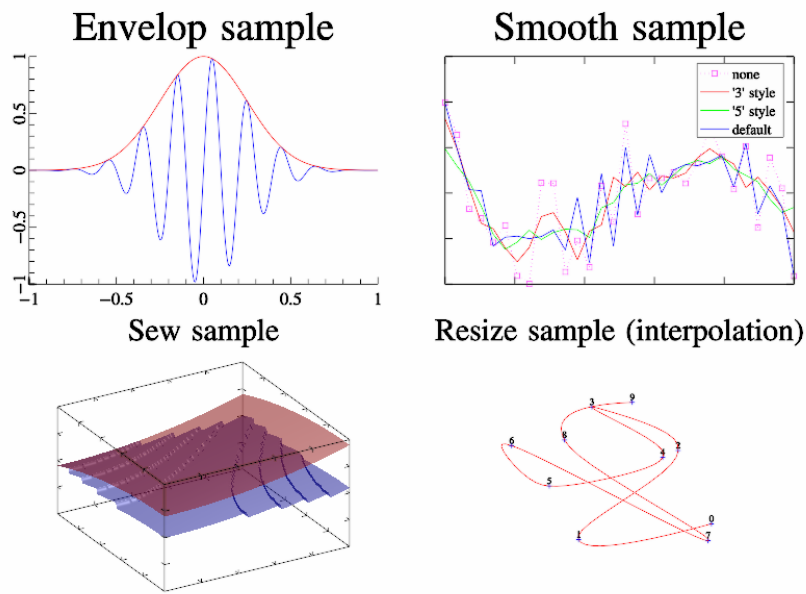 Envelop sample
Smooth sample
1
0.5
0
−0.5
−1
−1
−0.5
0
0.5
1
none
'3' style
'5' style
default
Sew sample
Resize sample (interpolation)
9
3
2
8
6
4
5
0
1
7